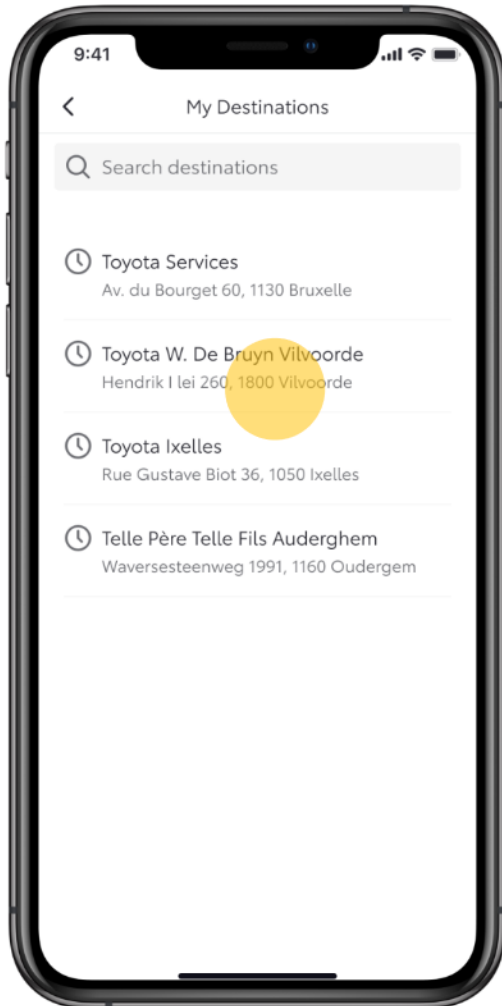 9:41
My Destinations
Search destinations
Toyota Services
Av. du Bourget 60, 1130 Bruxelle
Toyota W. De Bruyn Vilvoorde
Hendrik I lei 260, 1800 Vilvoorde
Toyota Ixelles
Rue Gustave Biot 36, 1050 Ixelles
Telle Père Telle Fils Auderghem
Waversesteenweg 1991, 1160 Oudergem